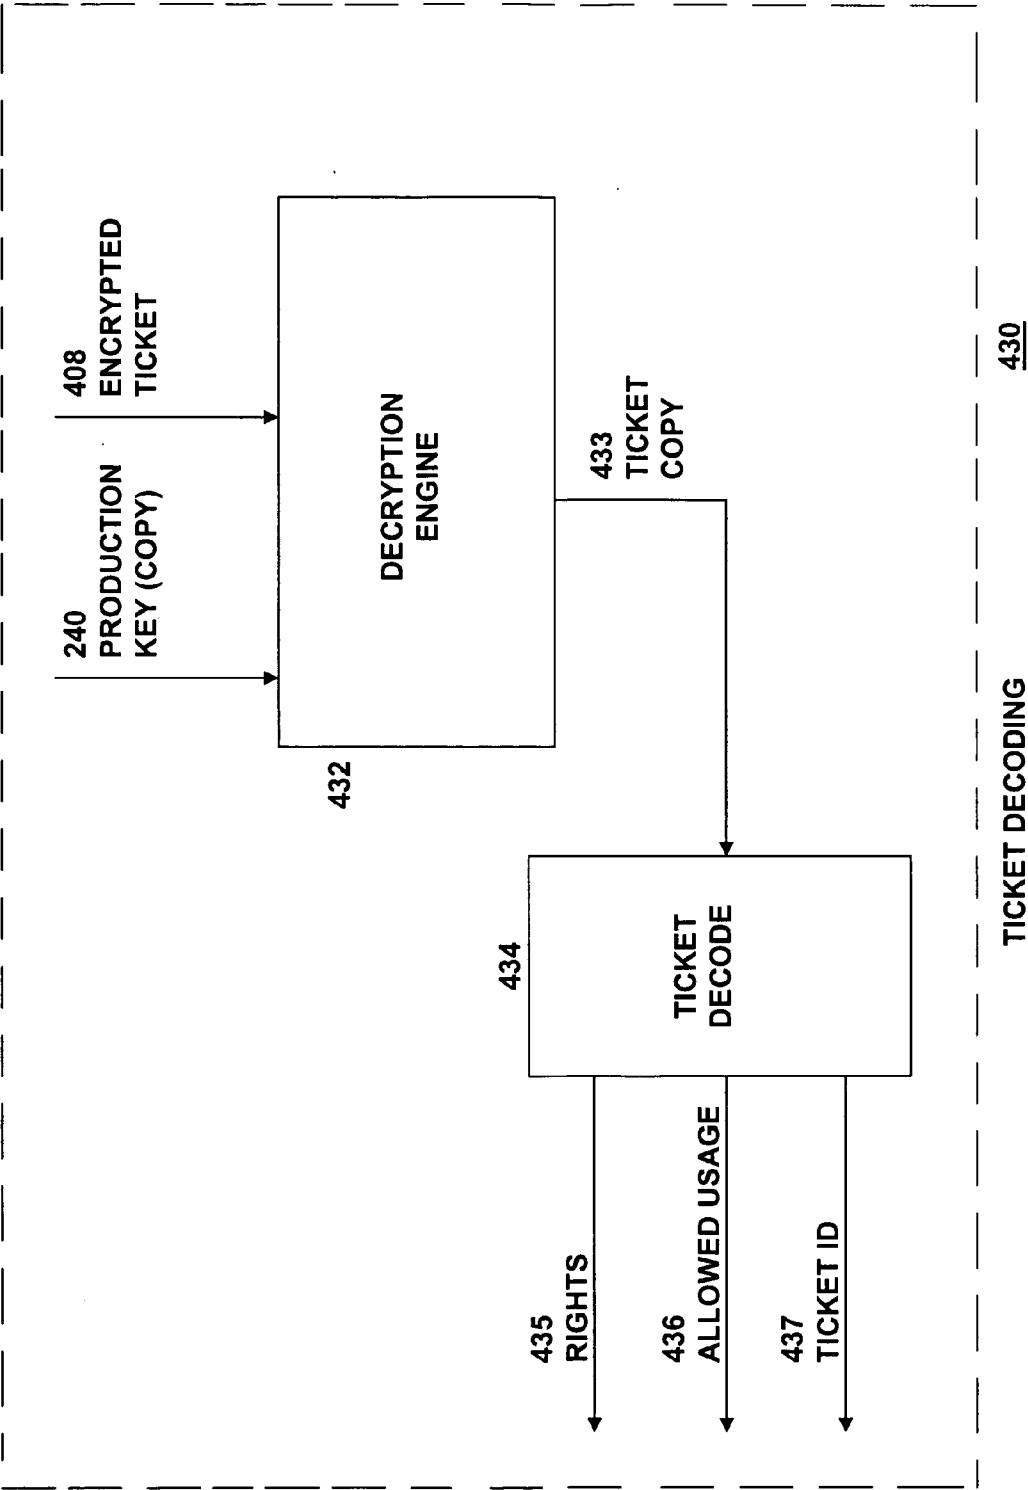 240
PRODUCTION
KEY (COPY)
408
ENCRYPTED
TICKET
432
DECRYPTION
ENGINE
433
TICKET
COPY
434
TICKET
DECODE
435
RIGHTS
436
ALLOWED USAGE
437
TICKET ID
TICKET DECODING
430